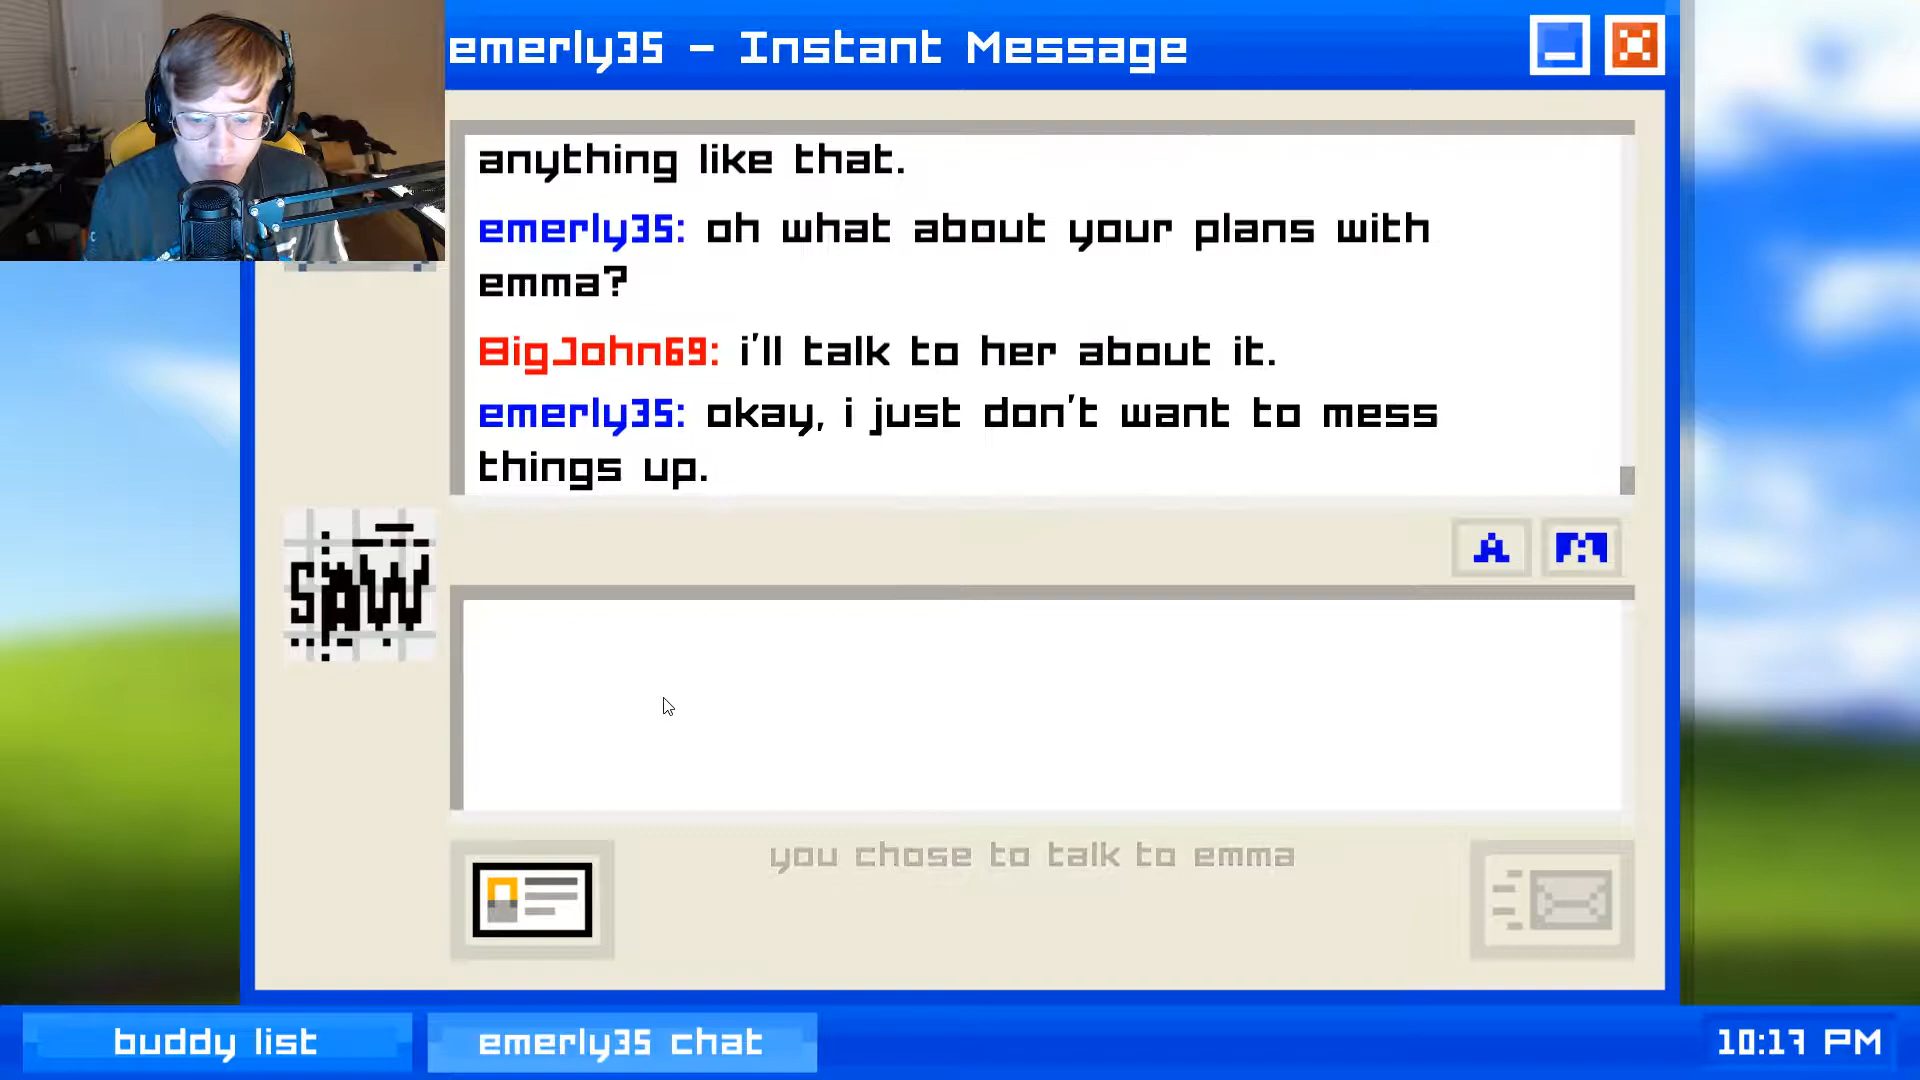 emerly35 - Instant Message
anything like that.
emerly35: oh what about your plans with
emma?
BigJohn69: i'll talk to her about it.
emerly35: okay, i just don't want to mess
things up.
A
saw
you chose to talk to emma
buddy list
emerly35 chat
10:17 PM